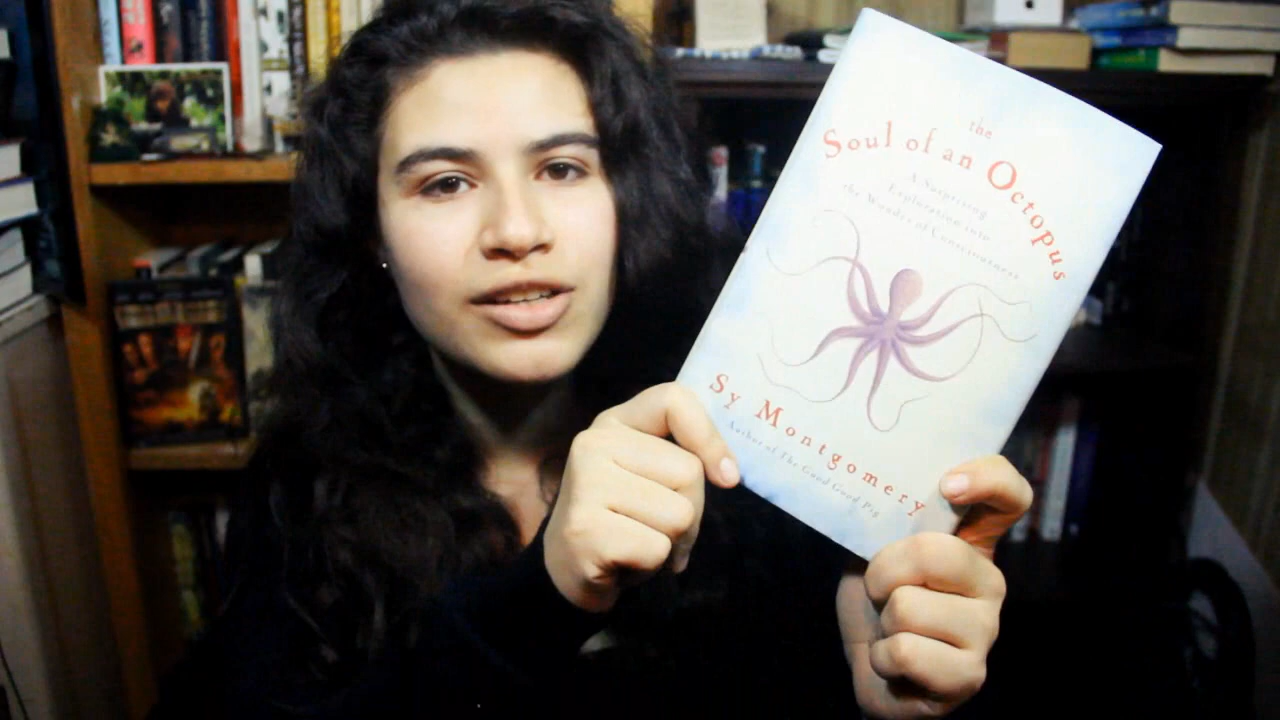 the
Soul of an Octopus
A Surprising
Exploration into
the Wonder of Consciousness
Sy Montgomery
Author of The Good Good Pig